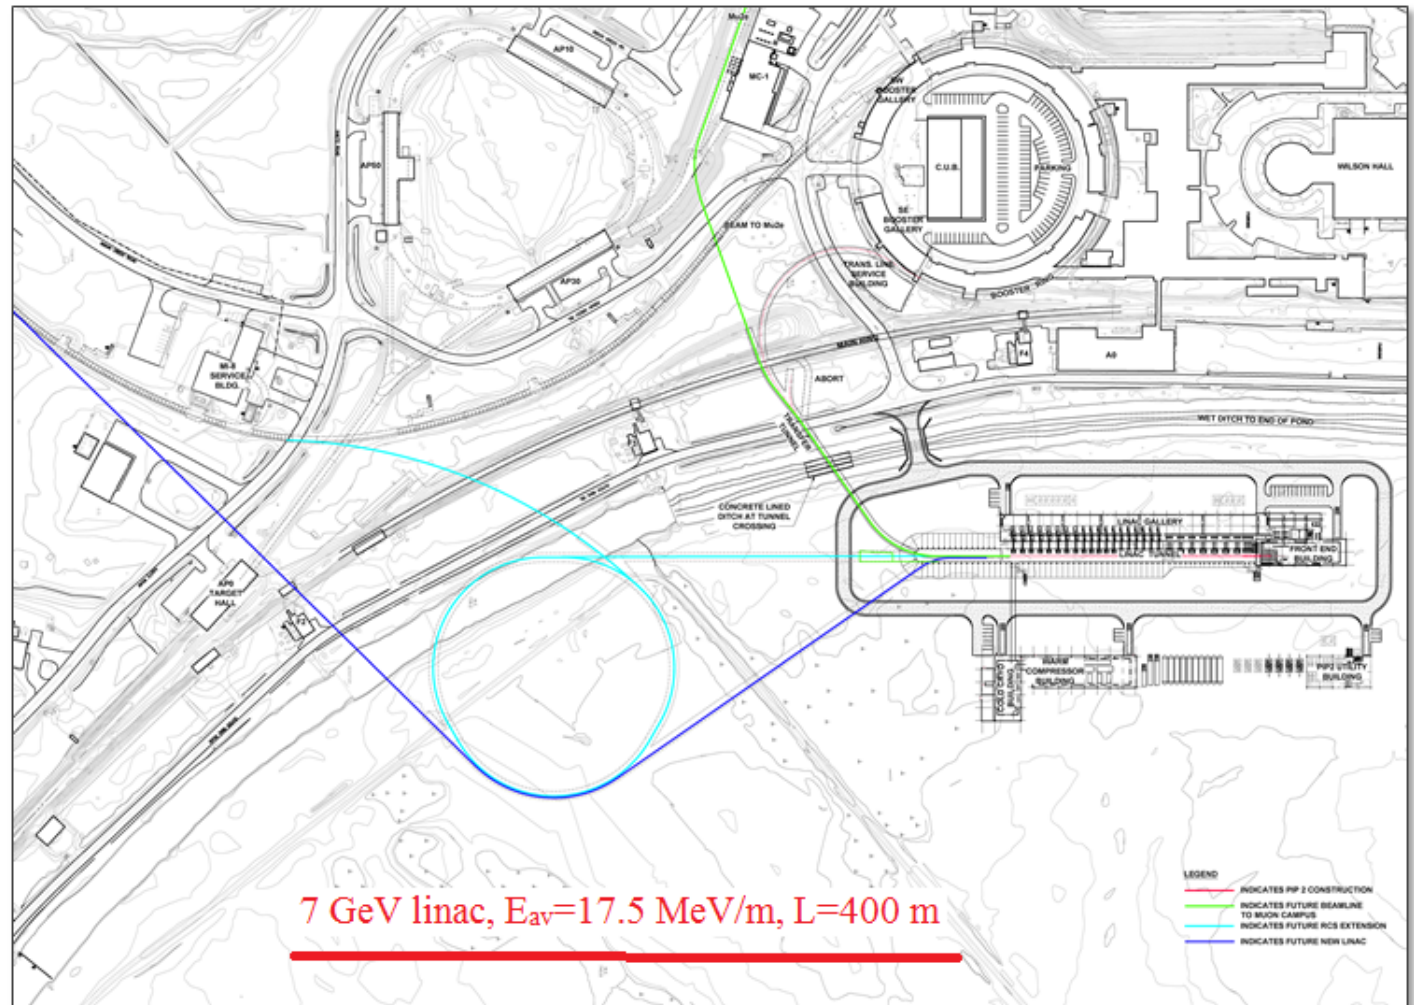 Mu2e
AP10
MC-1
SW
BOOSTER
GALLERY
AP50
C.U.B.
PARKING
WILSON HALL
SE
BOOSTER
GALLERY
BEAM TO Mu2e
TRANS. LINE
SERVICE
BUILDING
AP30
BOOSTER
MAIN RING
F4
A0
MI-8
SERVICE
BLDG.
ABORT
TRANSFER
TUNNEL
WET DITCH TO END OF POND
CONCRETE LINED
DITCH AT TUNNEL
CROSSING
LINAC GALLERY
LINAC TUNNEL
FRONT END
BUILDING
AP0
TARGET
HALL
F2
COLD CRYO
BUILDING
WARM
COMPRESSOR
BUILDING
PIP2 UTILITY
BUILDING
7 GeV linac, Eav=17.5 MeV/m, L=400 m
LEGEND
INDICATES PIP 2 CONSTRUCTION
INDICATES FUTURE BEAMLINE
TO MUON CAMPUS
INDICATES FUTURE RCS EXTENSION
INDICATES FUTURE NEW LINAC